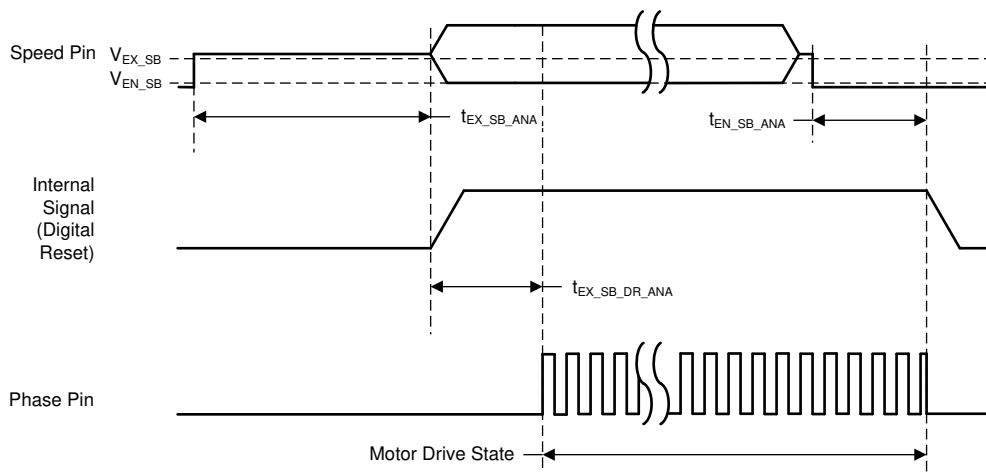 Speed Pin
V_EX_SB
V_EN_SB
t_EX_SB_ANA
t_EN_SB_ANA
Internal
Signal
(Digital
Reset)
t_EX_SB_DR_ANA
Phase Pin
Motor Drive State